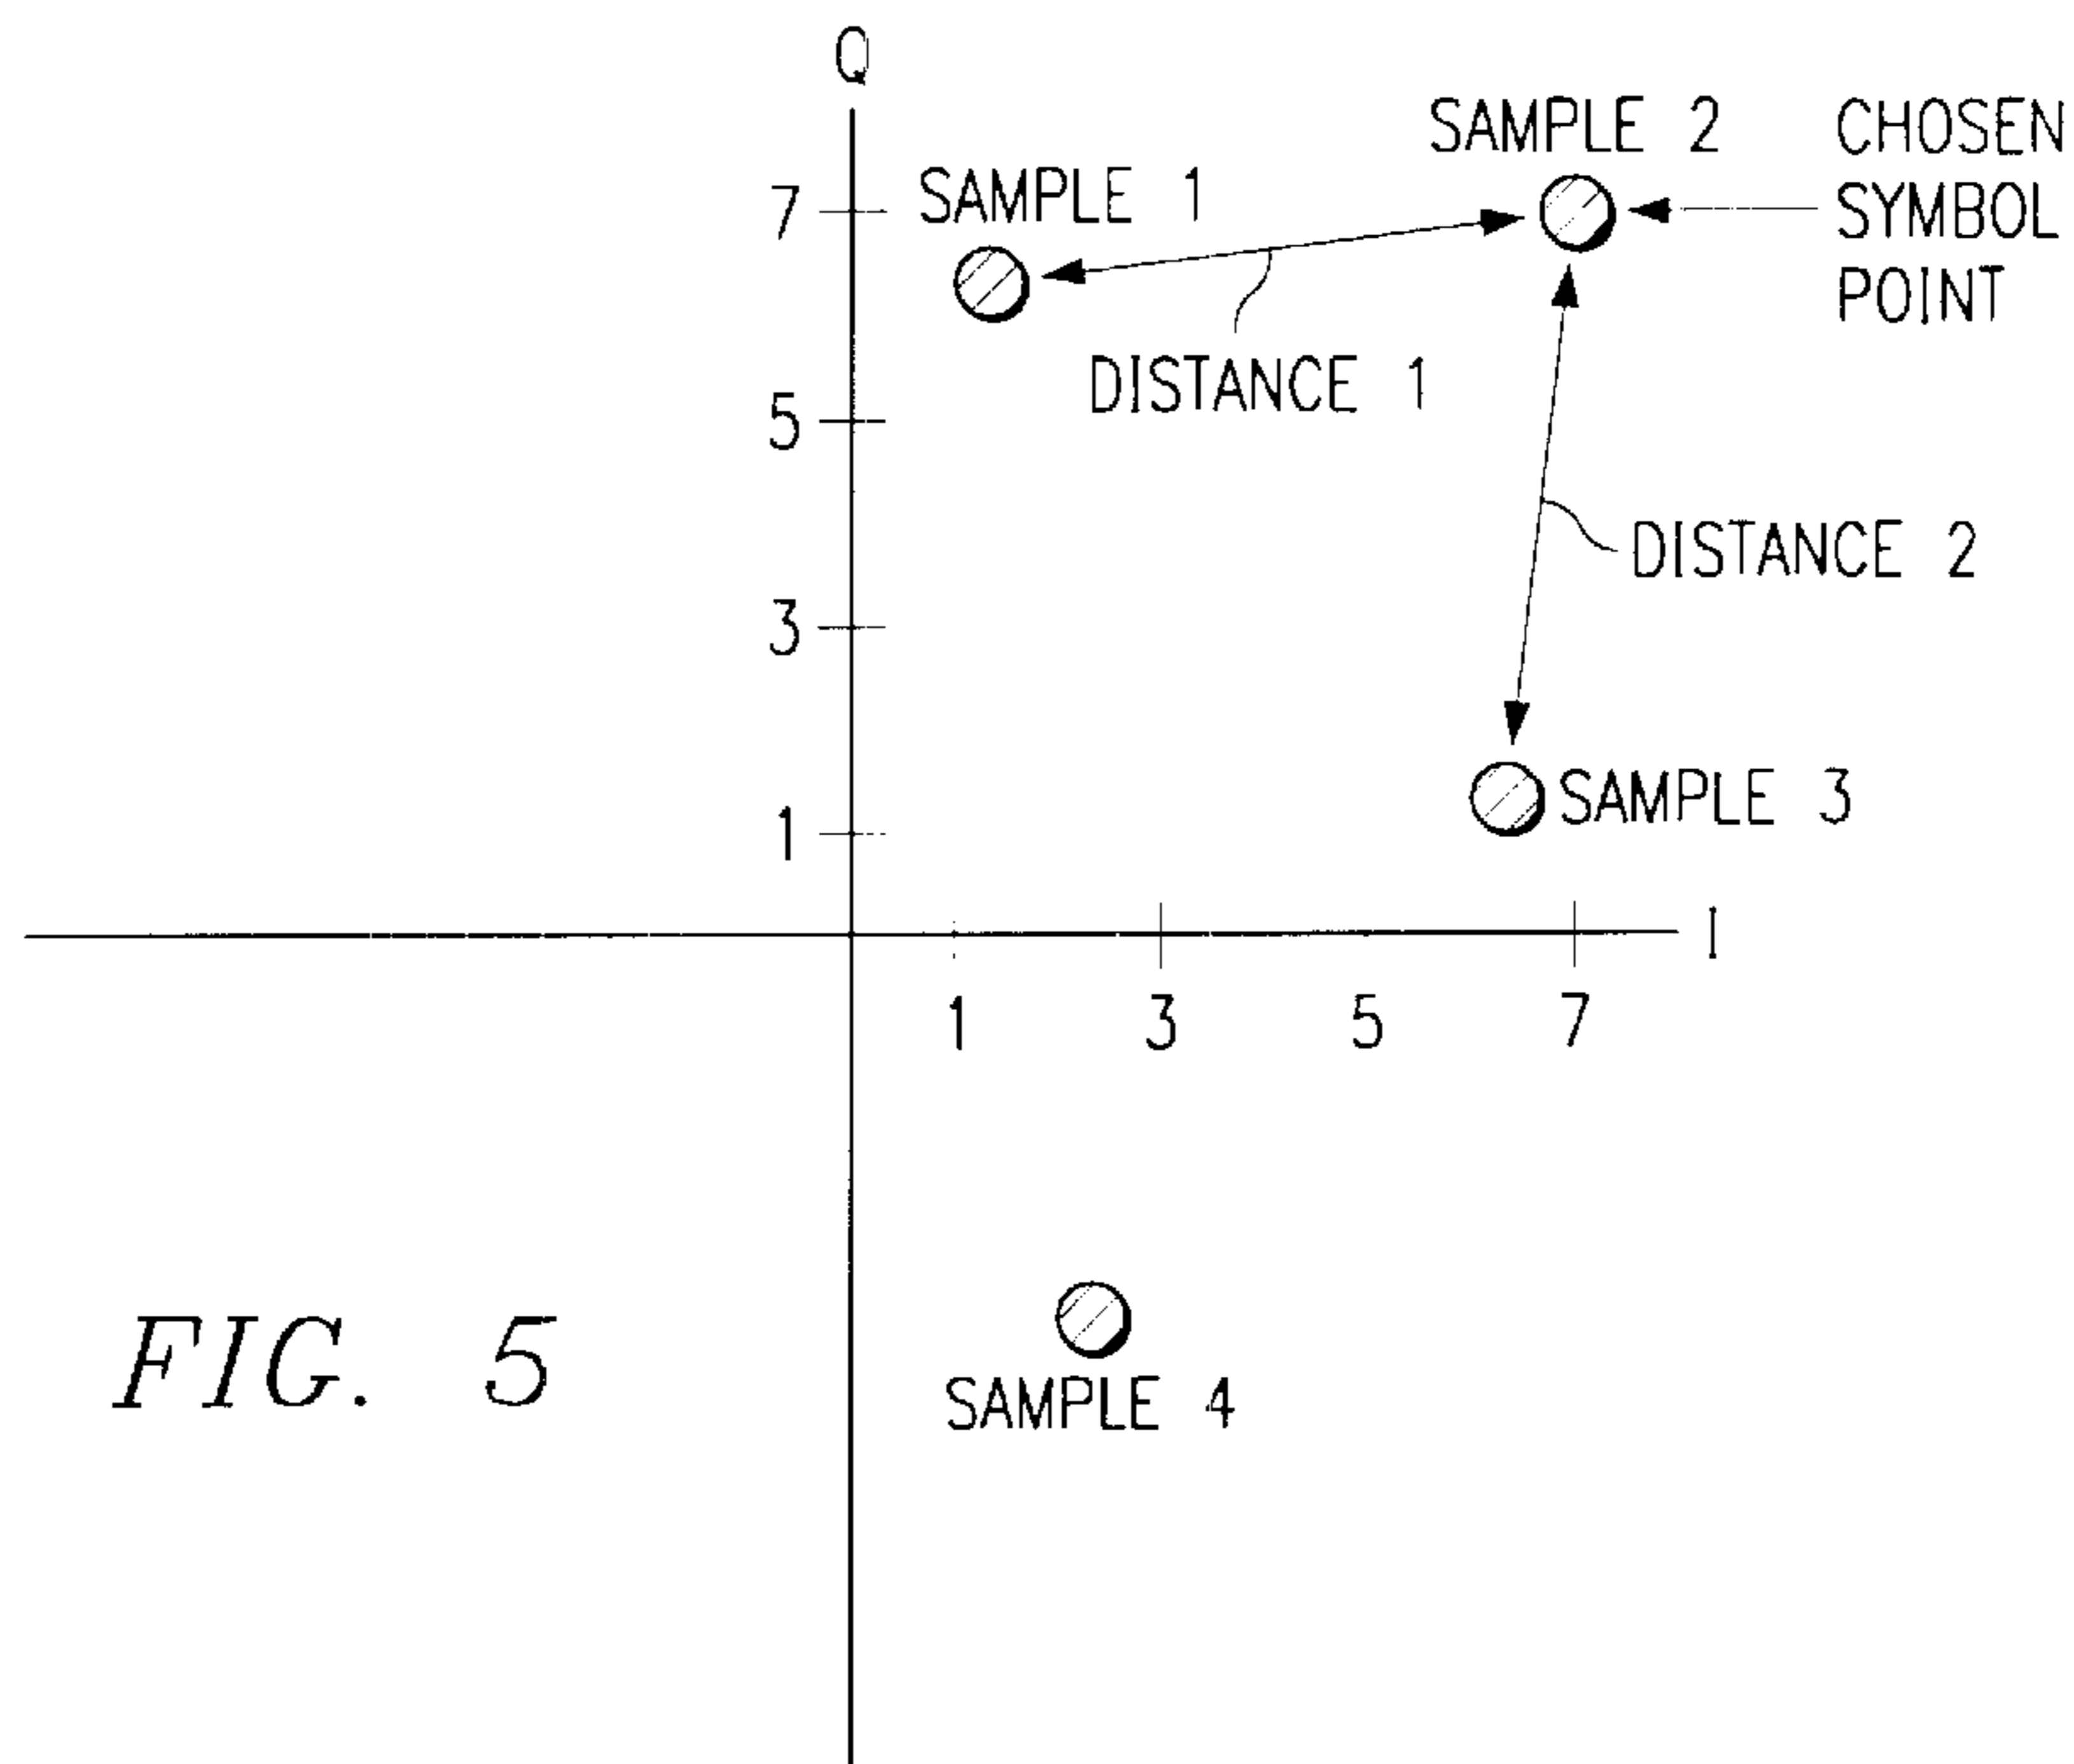 Q
SAMPLE 2
CHOSEN
SYMBOL
POINT
SAMPLE 1
7
DISTANCE 1
5
DISTANCE 2
3
SAMPLE 3
1
I
1 3 5 7
SAMPLE 4
FIG. 5